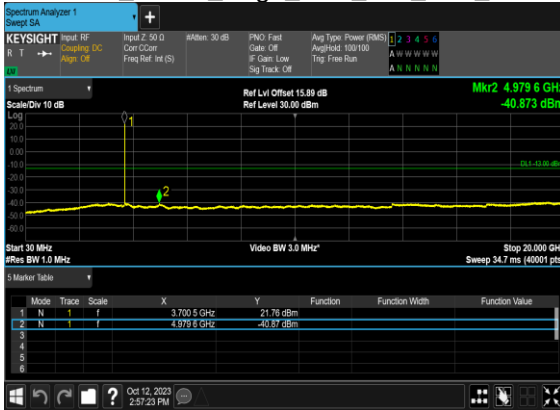 Spectrum Analyzer 1
Swept SA
+
KEYSIGHT Input: RF Input Z: 50 Ω #Atten: 30 dB PNO: Fast Avg Type: Power (RMS) 1 2 3 4 5 6
R T Coupling: DC Corr CCorr Gate: Off Avg|Hold: 100/100 A W W W W W
Align: Off Freq Ref: Int (S) IF Gain: Low Trig: Free Run
Sig Track: Off A N N N N N
1 Spectrum Ref Lvl Offset 15.89 dB Mkr2 4.979 6 GHz
Scale/Div 10 dB Ref Level 30.00 dBm -40.873 dBm
Log
20.0
10.0
0.00
-10.0
DL1 -13.00 dBm
-20.0
-30.0
-40.0
-50.0
-60.0
1
2
Start 30 MHz Video BW 3.0 MHz* Stop 20.000 GH
#Res BW 1.0 MHz Sweep 34.7 ms (40001 pts
5 Marker Table
Mode Trace Scale X Y Function Function Width Function Value
1 N 1 f 3.700 5 GHz 21.76 dBm
2 N 1 f 4.979 6 GHz -40.87 dBm
3
4
5
6
? Oct 12, 2023
2:57:23 PM